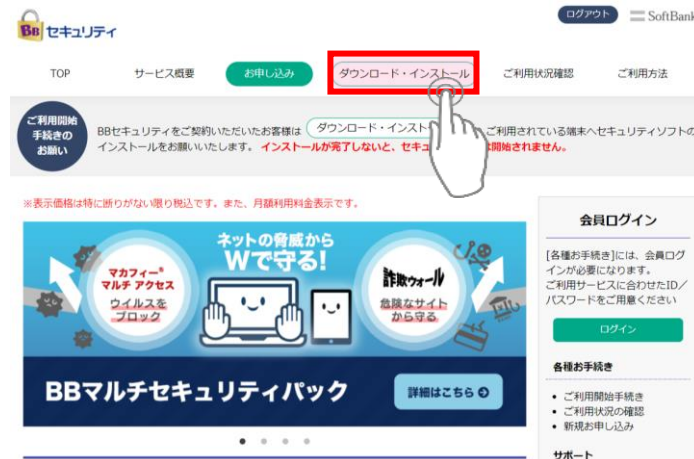 BB セキュリティ
ログアウト
SoftBank
TOP
サービス概要
お申し込み
ダウンロード・インストール
ご利用状況確認
ご利用方法
ご利用開始
手続きの
お願い
BBセキュリティをご契約いただいたお客様は ダウンロード・インスト ご利用されている端末へセキュリティソフトの
インストールをお願いいたします。 インストールが完了しないと、セキュ は開始されません。
※表示価格は特に断りがない限り税込です。また、月額利用料金表示です。
ネットの脅威から
Wで守る!
マカフィー®
マルチ アクセス
ウイルスを
ブロック
詐欺ウォール
危険なサイト
から守る
BBマルチセキュリティパック
詳細はこちら
会員ログイン
[各種お手続き]には、会員ログ
インが必要になります。
ご利用サービスに合わせたID/
パスワードをご用意ください
ログイン
各種お手続き
• ご利用開始手続き
• ご利用状況の確認
• 新規お申し込み
サポート